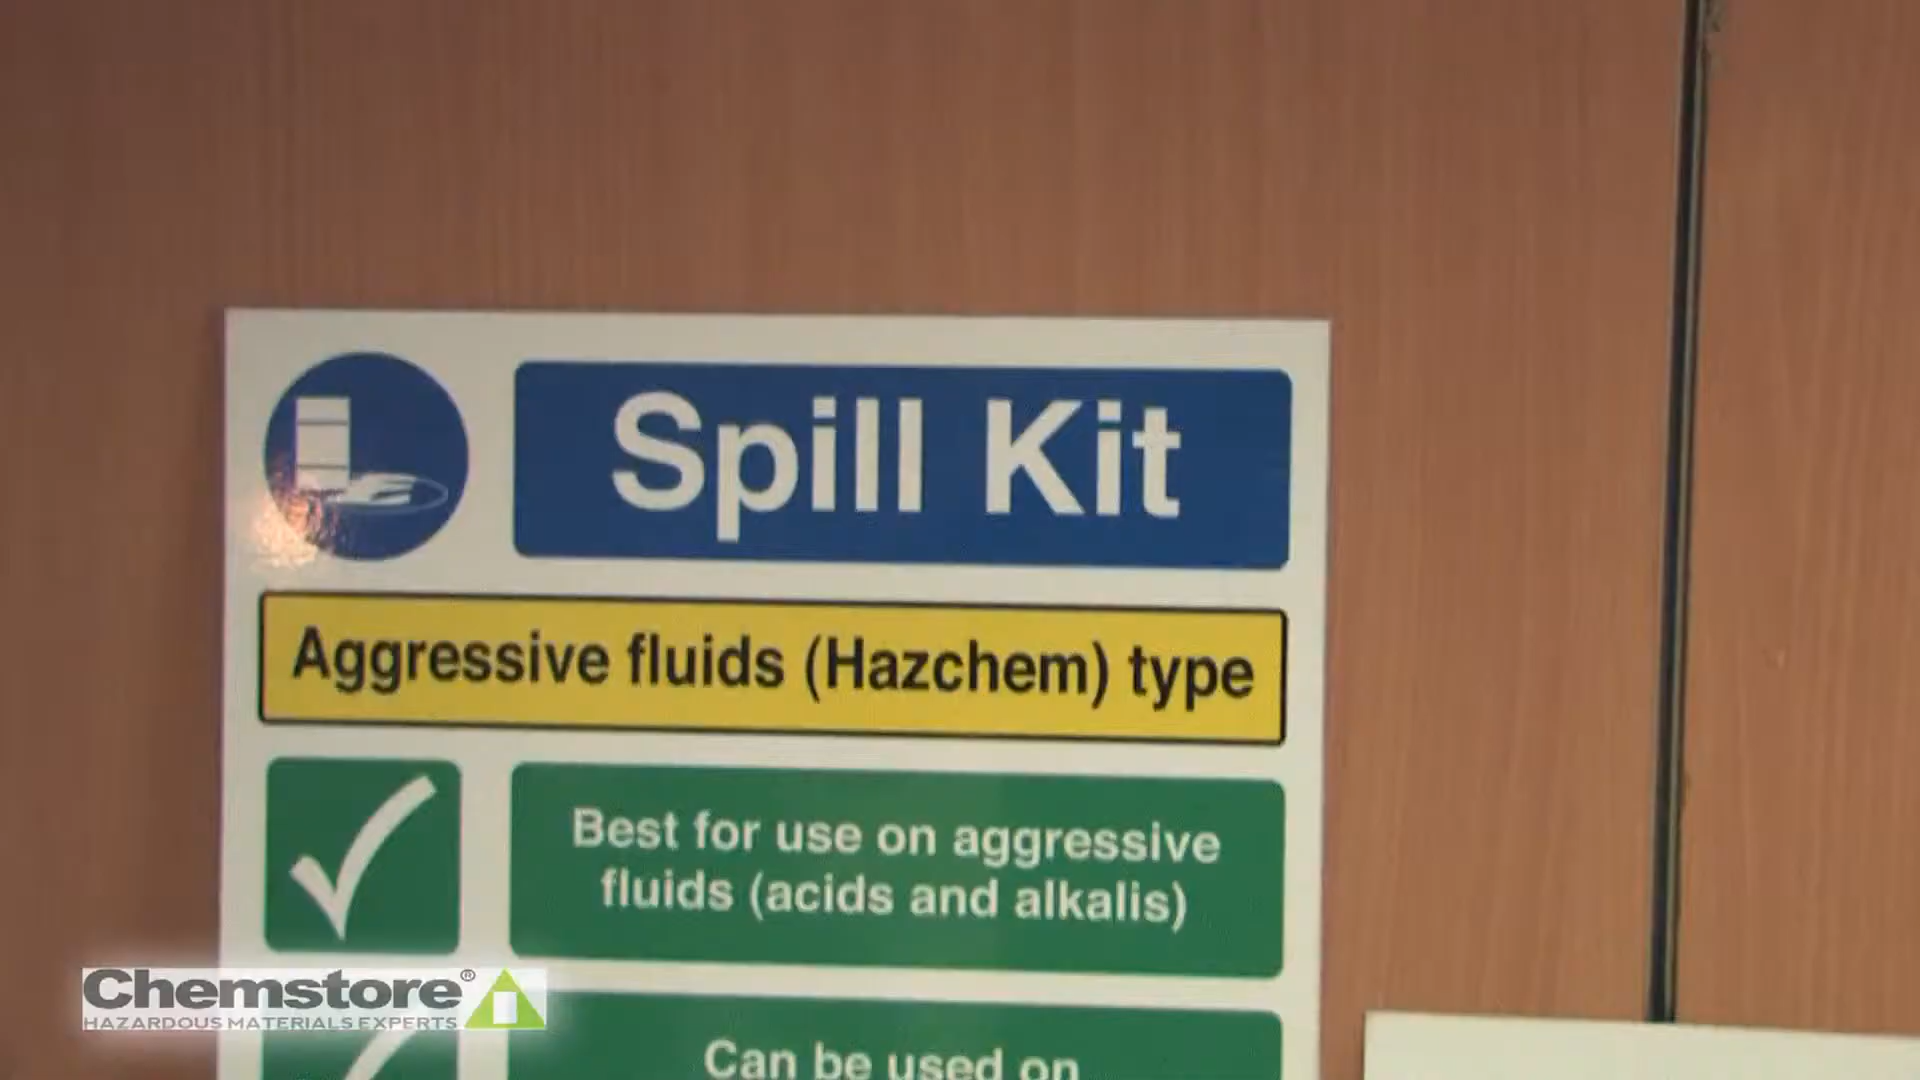 Spill Kit
Aggressive fluids (Hazchem) type
Best for use on aggressive
fluids (acids and alkalis)
Can be used on
Chemstore®
HAZARDOUS MATERIALS EXPERTS